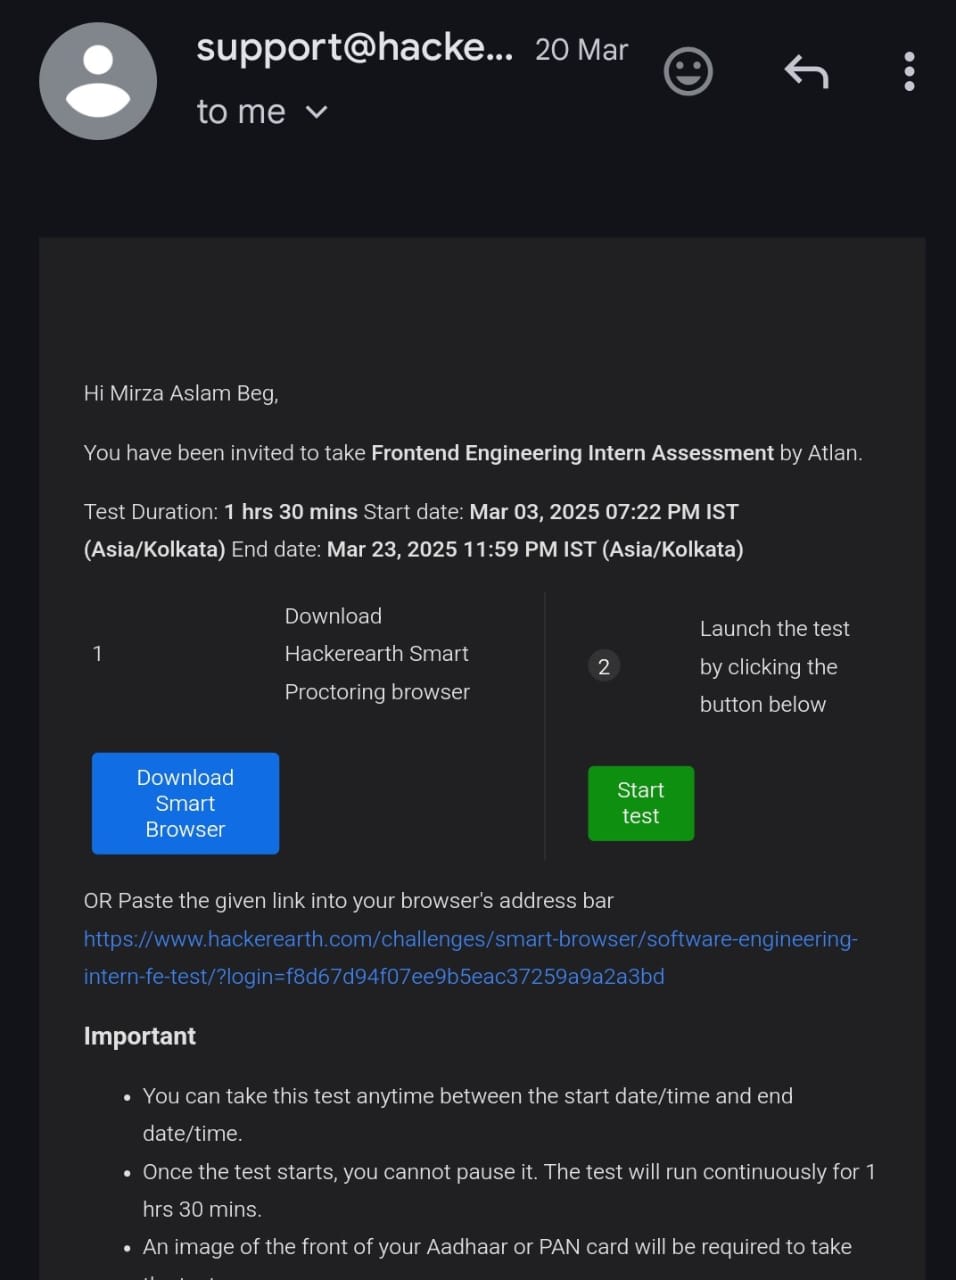 support@hacke... 20 Mar
to me
Hi Mirza Aslam Beg,
You have been invited to take Frontend Engineering Intern Assessment by Atlan.
Test Duration: 1 hrs 30 mins Start date: Mar 03, 2025 07:22 PM IST
(Asia/Kolkata) End date: Mar 23, 2025 11:59 PM IST (Asia/Kolkata)
1
Download
Hackerearth Smart
Proctoring browser
Download
Smart
Browser
2
Launch the test
by clicking the
button below
Start
test
OR Paste the given link into your browser's address bar
https://www.hackerearth.com/challenges/smart-browser/software-engineering-
intern-fe-test/?login=f8d67d94f07ee9b5eac37259a9a2a3bd
Important
• You can take this test anytime between the start date/time and end
date/time.
• Once the test starts, you cannot pause it. The test will run continuously for 1
hrs 30 mins.
• An image of the front of your Aadhaar or PAN card will be required to take